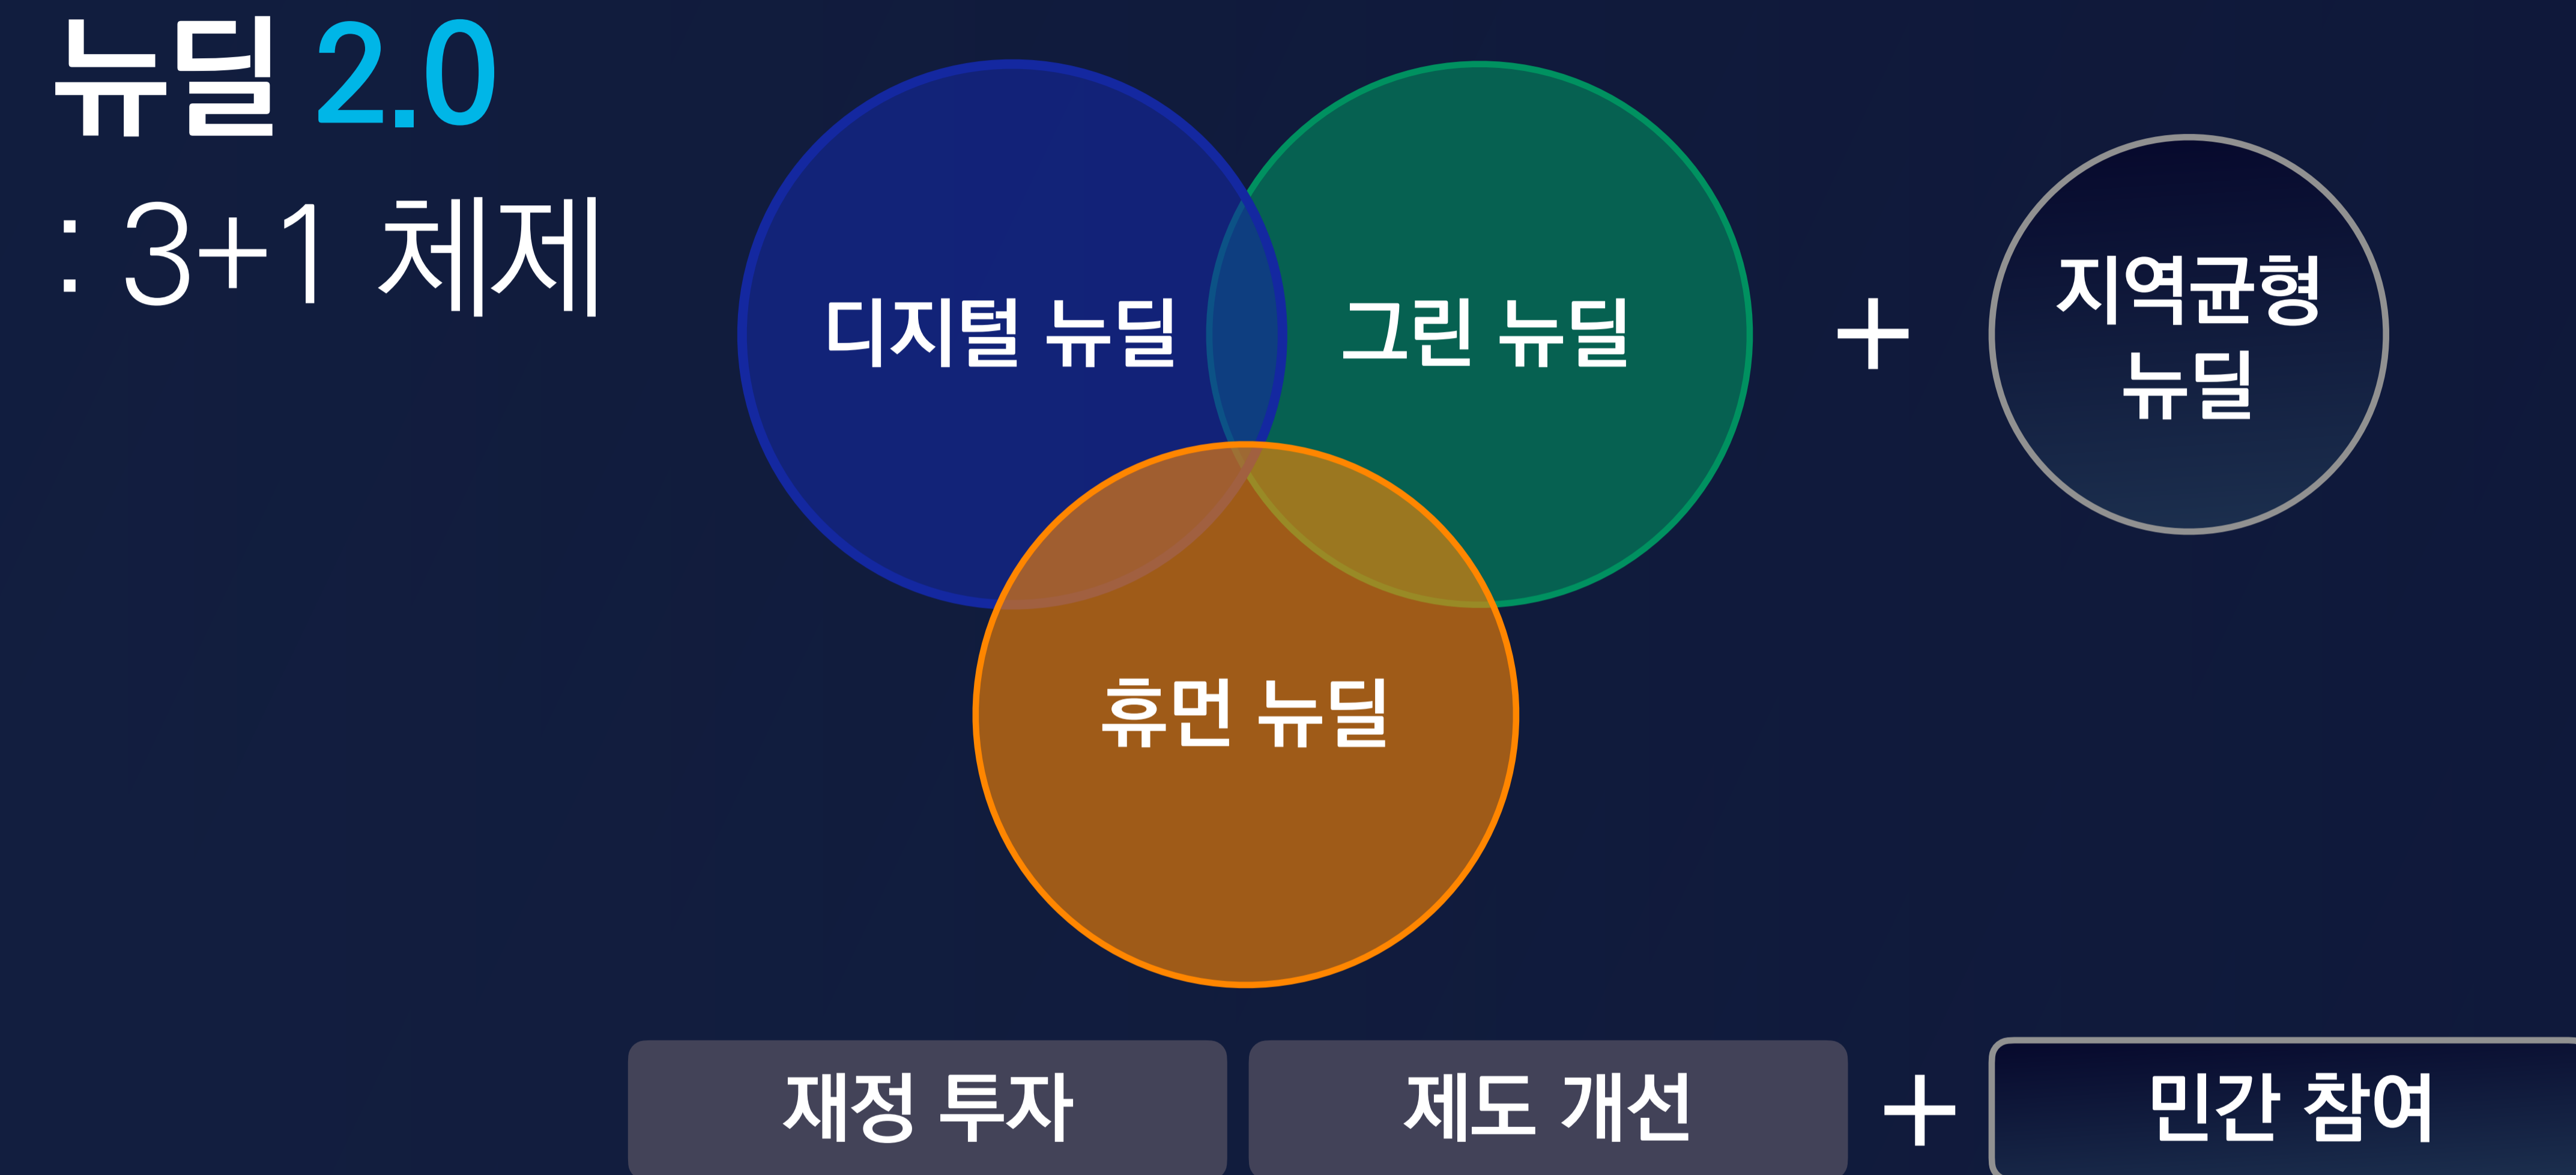 뉴딜 2.0
: 3+1 체제
디지털 뉴딜
그린 뉴딜
+
지역균형
뉴딜
휴먼 뉴딜
재정 투자
제도 개선
+
민간 참여